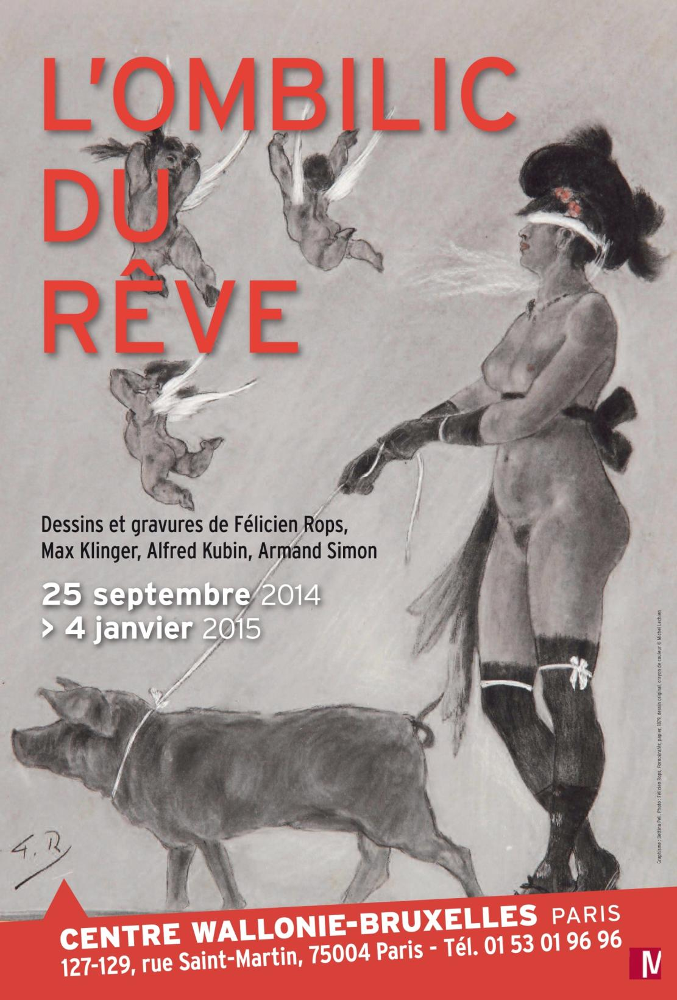 L'OMBILIC
DU
RÊVE
Dessins et gravures de Félicien Rops,
Max Klinger, Alfred Kubin, Armand Simon
25 septembre 2014
> 4 janvier 2015
Graphisme : Bettina Pell. Photo : Félicien Rops, Pornokratès, papier, 1879, dessin original, crayon de couleur © Michel Lechien
F. R
CENTRE WALLONIE-BRUXELLES PARIS
127-129, rue Saint-Martin, 75004 Paris - Tél. 01 53 01 96 96
M